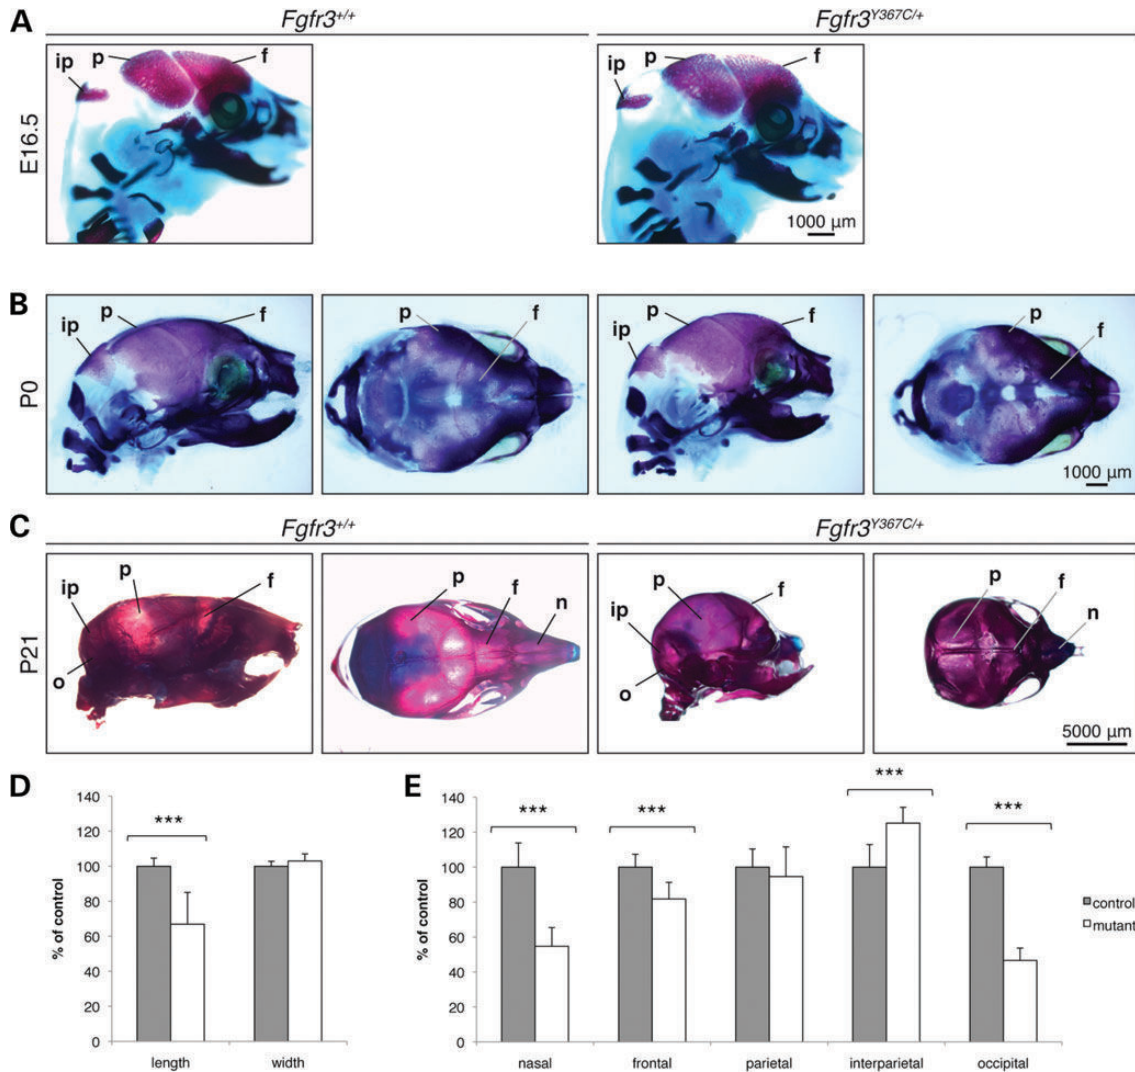 A
Fgfr3+/+
Fgfr3Y367C/+
E16.5
ip
p
f
ip
p
f
1000 µm
B
P0
ip
p
f
p
f
ip
p
f
p
f
1000 µm
C
Fgfr3+/+
Fgfr3Y367C/+
P21
ip
p
f
o
p
f
n
ip
p
f
o
p
f
n
5000 µm
D
% of control
140
120
100
80
60
40
20
0
***
length
width
E
% of control
140
120
100
80
60
40
20
0
***
***
***
***
nasal
frontal
parietal
interparietal
occipital
control
mutant